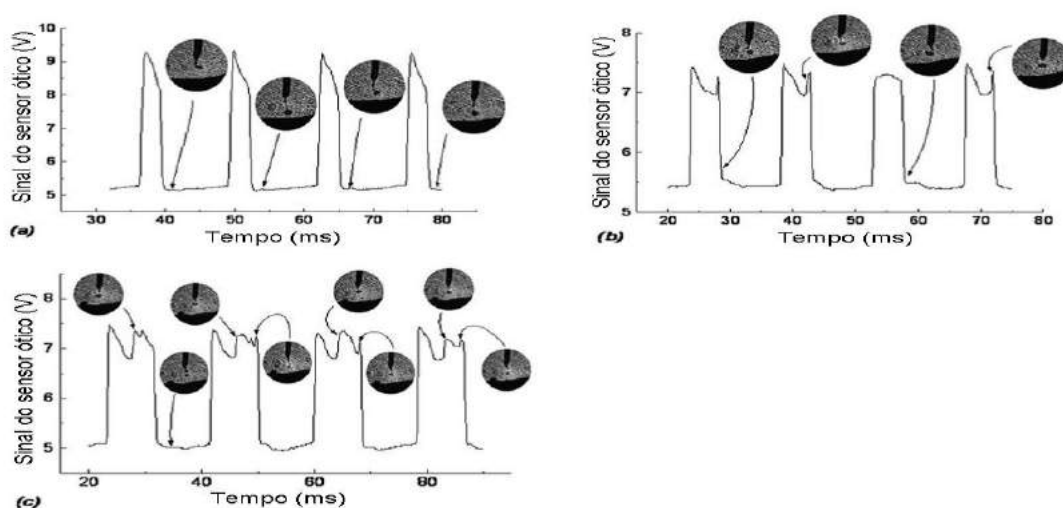 Sinal do sensor ótico (V)
10
9
8
7
6
5
30 40 50 60 70 80
(a)
Tempo (ms)
Sinal do sensor ótico (V)
8
7
6
5
20 30 40 50 60 70 80
(b)
Tempo (ms)
Sinal do sensor ótico (V)
8
7
6
5
20 40 60 80
(c)
Tempo (ms)